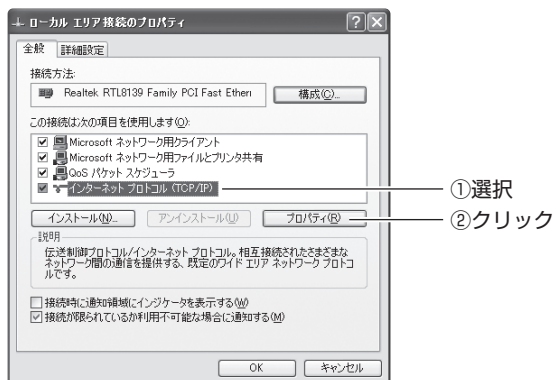 ローカル エリア接続のプロパティ
全般 詳細設定
接続方法:
Realtek RTL8139 Family PCI Fast Ethern 構成(C)...
この接続は次の項目を使用します(O):
Microsoft ネットワーク用クライアント
Microsoft ネットワーク用ファイルとプリンタ共有
QoS パケット スケジューラ
インターネット プロトコル (TCP/IP)
①選択
インストール(N)... アンインストール(U) プロパティ(R)
②クリック
説明
伝送制御プロトコル/インターネット プロトコル。相互接続されたさまざまな
ネットワーク間の通信を提供する、既定のワイド エリア ネットワーク プロトコ
ルです。
接続時に通知領域にインジケータを表示する(W)
接続が限られているか利用不可能な場合に通知する(M)
OK キャンセル